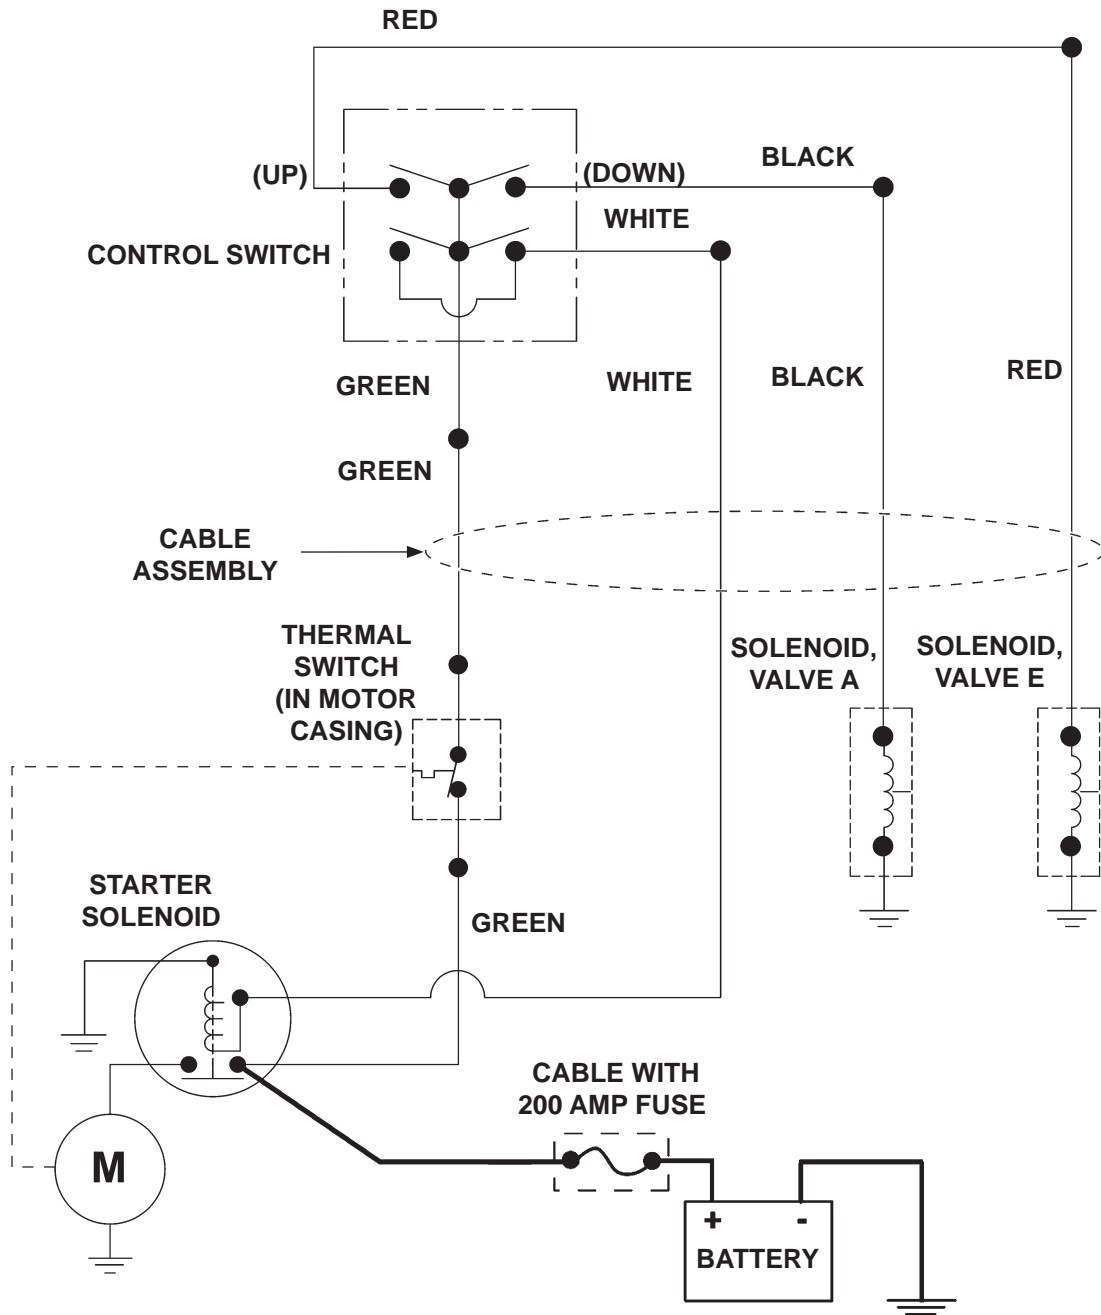 RED
(UP)
(DOWN)
BLACK
WHITE
CONTROL SWITCH
GREEN
WHITE
BLACK
RED
GREEN
CABLE
ASSEMBLY
THERMAL
SWITCH
(IN MOTOR
CASING)
SOLENOID,
VALVE A
SOLENOID,
VALVE E
STARTER
SOLENOID
GREEN
CABLE WITH
200 AMP FUSE
M
+ -
BATTERY